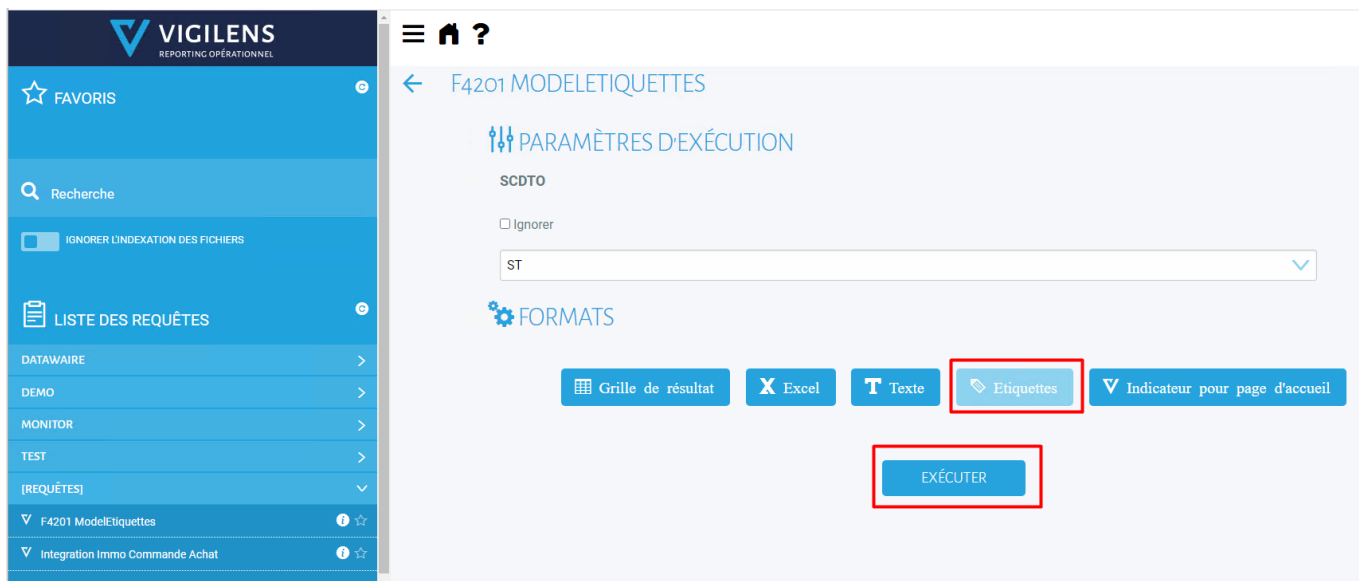 VIGILENS
REPORTING OPÉRATIONNEL
FAVORIS
Recherche
IGNORER L'INDEXATION DES FICHIERS
LISTE DES REQUÊTES
DATAWAIRE
DEMO
MONITOR
TEST
[REQUÊTES]
F4201 ModelEtiquettes
Integration Immo Commande Achat
?
F4201 MODELETIQUETTES
PARAMÈTRES D'EXÉCUTION
SCDTO
Ignorer
ST
FORMATS
Grille de résultat X Excel T Texte Etiquettes Indicateur pour page d'accueil
EXÉCUTER